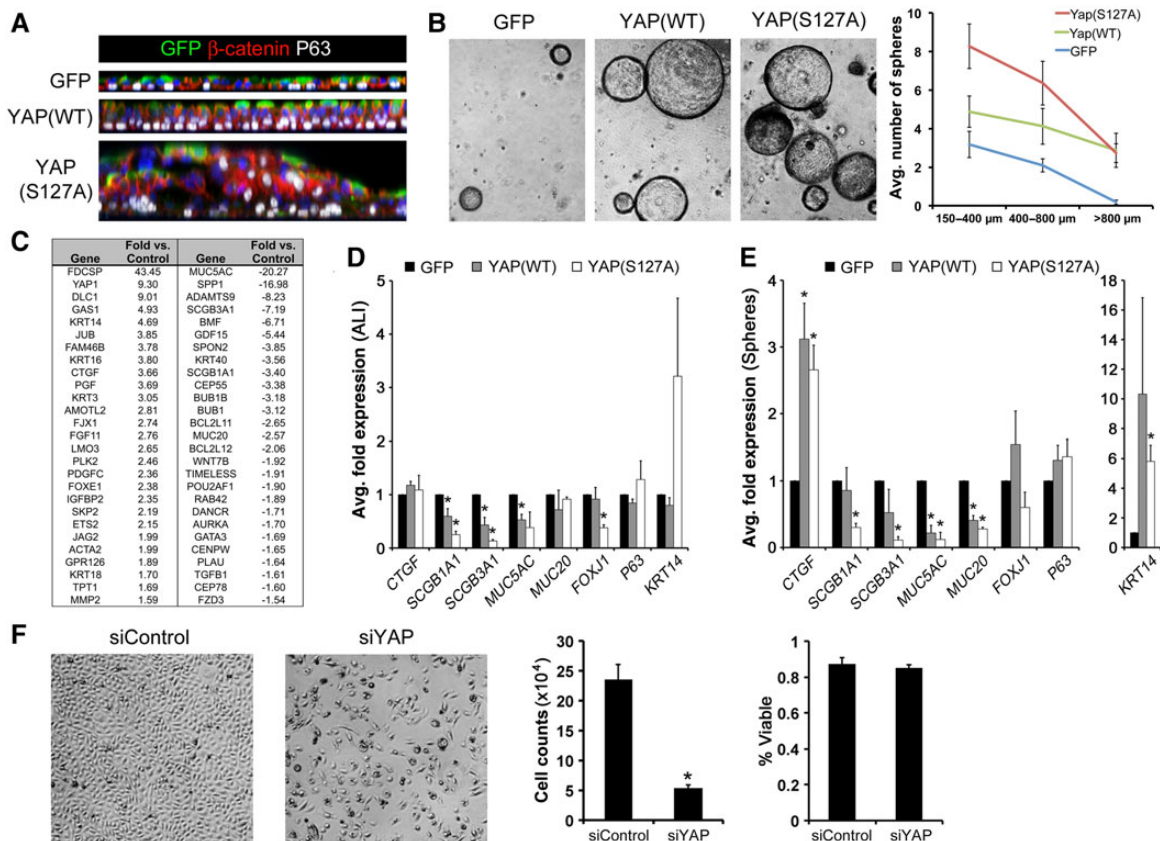 A
GFP β-catenin P63
GFP
YAP(WT)
YAP
(S127A)
B
GFP YAP(WT) YAP(S127A)
Yap(S127A)
Yap(WT)
GFP
Avg. number of spheres
10
8
6
4
2
0
150–400 µm 400–800 µm >800 µm
C
Gene Fold vs. Control Gene Fold vs. Control
FDCSP 43.45 MUC5AC -20.27
YAP1 9.30 SPP1 -16.98
DLC1 9.01 ADAMTS9 -8.23
GAS1 4.93 SCGB3A1 -7.19
KRT14 4.69 BMF -6.71
JUB 3.85 GDF15 -5.44
FAM46B 3.78 SPON2 -3.85
KRT16 3.80 KRT40 -3.56
CTGF 3.66 SCGB1A1 -3.40
PGF 3.69 CEP55 -3.38
KRT3 3.05 BUB1B -3.18
AMOTL2 2.81 BUB1 -3.12
FJX1 2.74 BCL2L11 -2.65
FGF11 2.76 MUC20 -2.57
LMO3 2.65 BCL2L12 -2.06
PLK2 2.46 WNT7B -1.92
PDGFC 2.36 TIMELESS -1.91
FOXE1 2.38 POU2AF1 -1.90
IGFBP2 2.35 RAB42 -1.89
SKP2 2.19 DANCR -1.71
ETS2 2.15 AURKA -1.70
JAG2 1.99 GATA3 -1.69
ACTA2 1.99 CENPW -1.65
GPR126 1.89 PLAU -1.64
KRT18 1.70 TGFB1 -1.61
TPT1 1.69 CEP78 -1.60
MMP2 1.59 FZD3 -1.54
D
GFP YAP(WT) YAP(S127A)
Avg. fold expression (ALI)
5
4
3
2
1
0
* * * * * *
CTGF SCGB1A1 SCGB3A1 MUC5AC MUC20 FOXJ1 P63 KRT14
E
GFP YAP(WT) YAP(S127A)
Avg. fold expression (Spheres)
4
3
2
1
0
* * * * * * * *
CTGF SCGB1A1 SCGB3A1 MUC5AC MUC20 FOXJ1 P63
18
16
14
12
10
8
6
4
2
0
*
KRT14
F
siControl siYAP
Cell counts (x10⁴)
30
25
20
15
10
5
0
*
siControl siYAP
% Viable
1
0.8
0.6
0.4
0.2
0
siControl siYAP